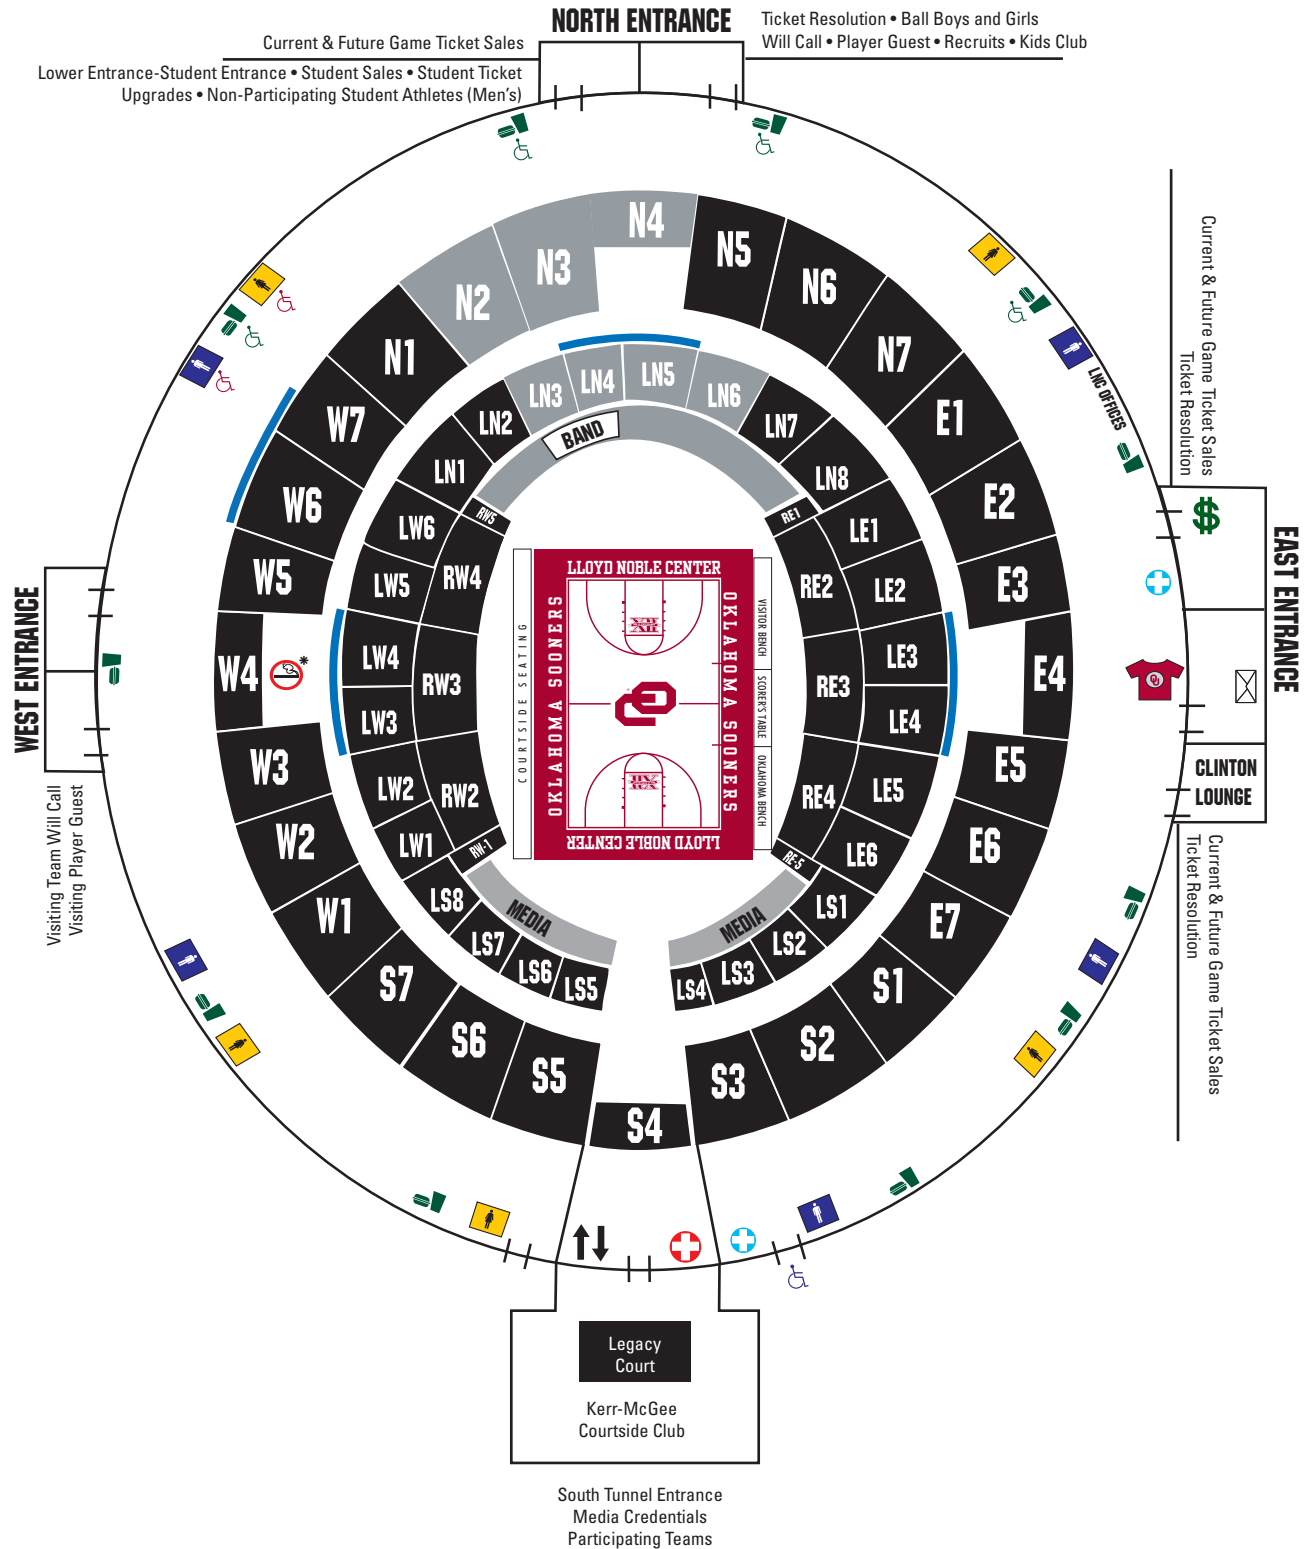 NORTH ENTRANCE
Current & Future Game Ticket Sales
Lower Entrance-Student Entrance • Student Sales • Student Ticket
Upgrades • Non-Participating Student Athletes (Men's)
Ticket Resolution • Ball Boys and Girls
Will Call • Player Guest • Recruits • Kids Club
Current & Future Game Ticket Sales
Ticket Resolution
LNC OFFICES
N1
N2
N3
N4
N5
N6
N7
E1
E2
E3
E4
E5
E6
E7
S1
S2
S3
S4
S5
S6
S7
W1
W2
W3
W4
*
W5
W6
W7
LN1
LN2
LN3
LN4
LN5
LN6
LN7
LN8
LE1
LE2
LE3
LE4
LE5
LE6
LS1
LS2
LS3
LS4
LS5
LS6
LS7
LS8
LW1
LW2
LW3
LW4
LW5
LW6
BAND
RW5
RW4
RW3
RW2
RW-1
RE1
RE2
RE3
RE4
RE-5
MEDIA
MEDIA
COURTSIDE SEATING
LLOYD NOBLE CENTER
OKLAHOMA SOONERS
OKLAHOMA SOONERS
XII
OU
XII
LLOYD NOBLE CENTER
VISITOR BENCH
SCORER'S TABLE
OKLAHOMA BENCH
WEST ENTRANCE
Visiting Team Will Call
Visiting Player Guest
$
EAST ENTRANCE
OU
CLINTON
LOUNGE
Current & Future Game Ticket Sales
Ticket Resolution
Legacy
Court
Kerr-McGee
Courtside Club
South Tunnel Entrance
Media Credentials
Participating Teams